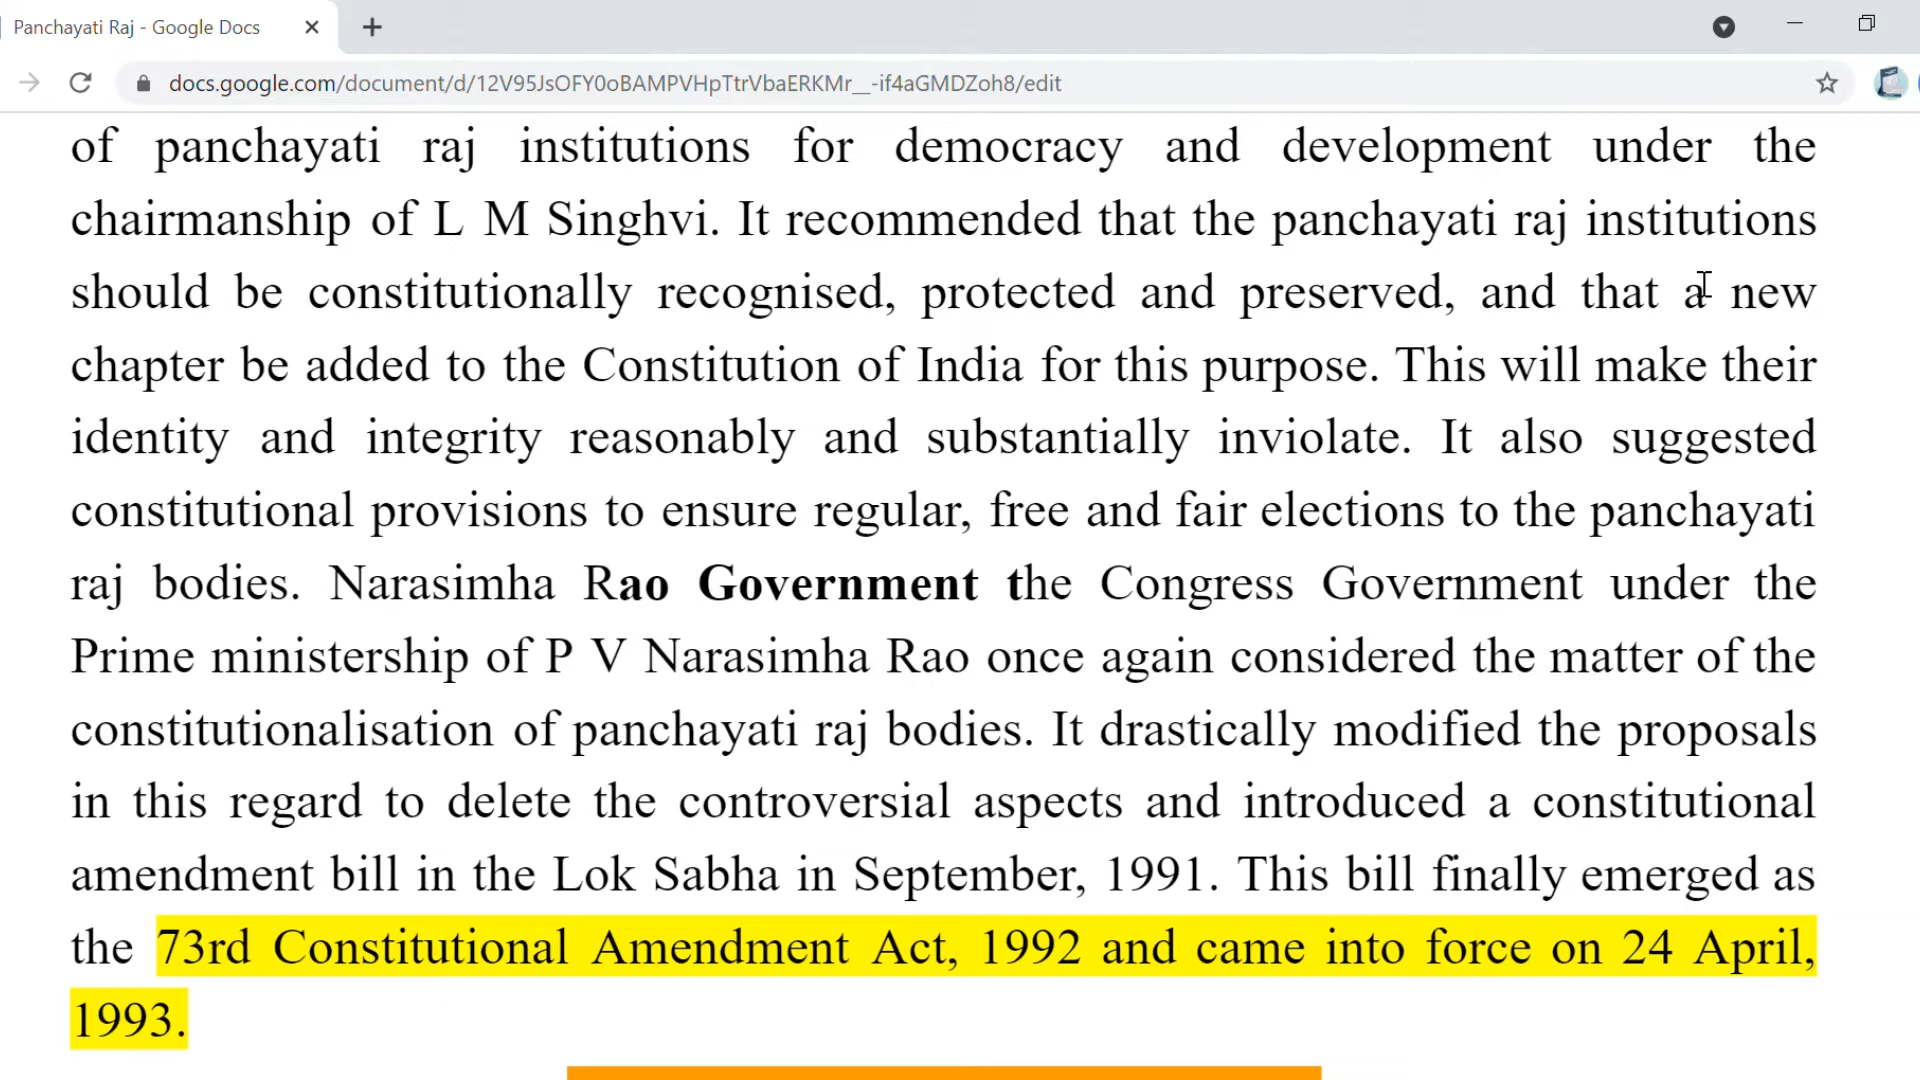 Panchayati Raj - Google Docs
docs.google.com/document/d/12V95JsOFY0oBAMPVHpTtrVbaERKMr__-if4aGMDZoh8/edit
of panchayati raj institutions for democracy and development under the
chairmanship of L M Singhvi. It recommended that the panchayati raj institutions
should be constitutionally recognised, protected and preserved, and that a new
chapter be added to the Constitution of India for this purpose. This will make their
identity and integrity reasonably and substantially inviolate. It also suggested
constitutional provisions to ensure regular, free and fair elections to the panchayati
raj bodies. Narasimha Rao Government the Congress Government under the
Prime ministership of P V Narasimha Rao once again considered the matter of the
constitutionalisation of panchayati raj bodies. It drastically modified the proposals
in this regard to delete the controversial aspects and introduced a constitutional
amendment bill in the Lok Sabha in September, 1991. This bill finally emerged as
the 73rd Constitutional Amendment Act, 1992 and came into force on 24 April,
1993.